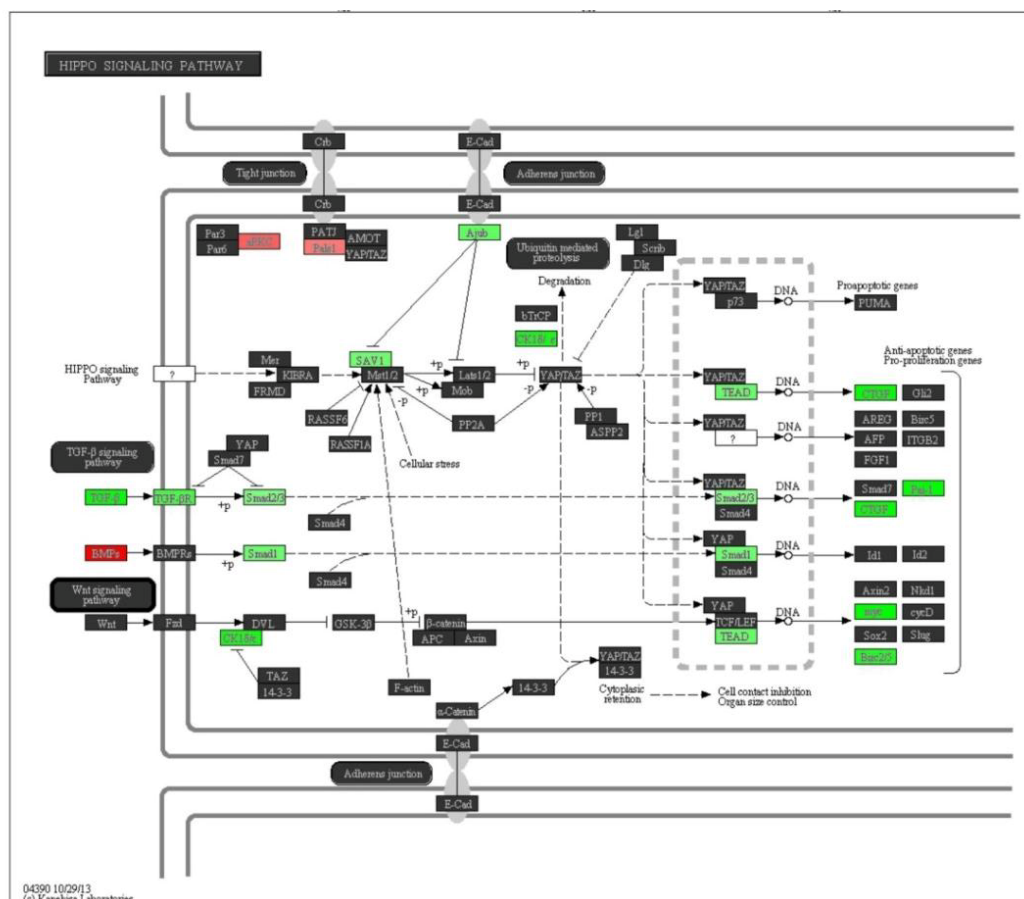 HIPPO SIGNALING PATHWAY
Crb
E-Cad
Tight junction
Adherens junction
Crb
E-Cad
Par3
Par6
aPKC
PATJ
Pals1
AMOT
YAP/TAZ
Ajub
Ubiquitin mediated
proteolysis
Lgl
Scrib
Dlg
Degradation
bTrCP
CK1δ/ε
YAP/TAZ
p73
DNA
Proapoptotic genes
PUMA
HIPPO signaling
Pathway
?
Mer
KIBRA
FRMD
SAV1
Mst1/2
+p
+p
Lats1/2
Mob
+p
YAP/TAZ
RASSF6
RASSF1A
-p
PP2A
-p
-p
PP1
ASPP2
Cellular stress
Anti-apoptotic genes
Pro-proliferation genes
YAP/TAZ
TEAD
DNA
CTGF
Gli2
YAP/TAZ
?
DNA
AREG
Birc5
AFP
ITGB2
FGF1
TGF-β signaling
pathway
YAP
Smad7
TGF-β
TGF-βR
+p
Smad2/3
Smad4
YAP/TAZ
Smad2/3
Smad4
DNA
Smad7
Pai-1
CTGF
BMPs
BMPRs
+p
Smad1
Smad4
YAP
Smad1
Smad4
DNA
Id1
Id2
Wnt signaling
pathway
Wnt
Fzd
DVL
CK1δ/ε
GSK-3β
+p
β-catenin
APC
Axin
YAP
TCF/LEF
TEAD
DNA
Axin2
Nkd1
myc
cycD
Sox2
Slug
Birc2/5
TAZ
14-3-3
F-actin
α-Catenin
14-3-3
YAP/TAZ
14-3-3
Cytoplasic
retention
Cell contact inhibition
Organ size control
E-Cad
Adherens junction
E-Cad
04390 10/29/13
(c) Kanehisa Laboratories